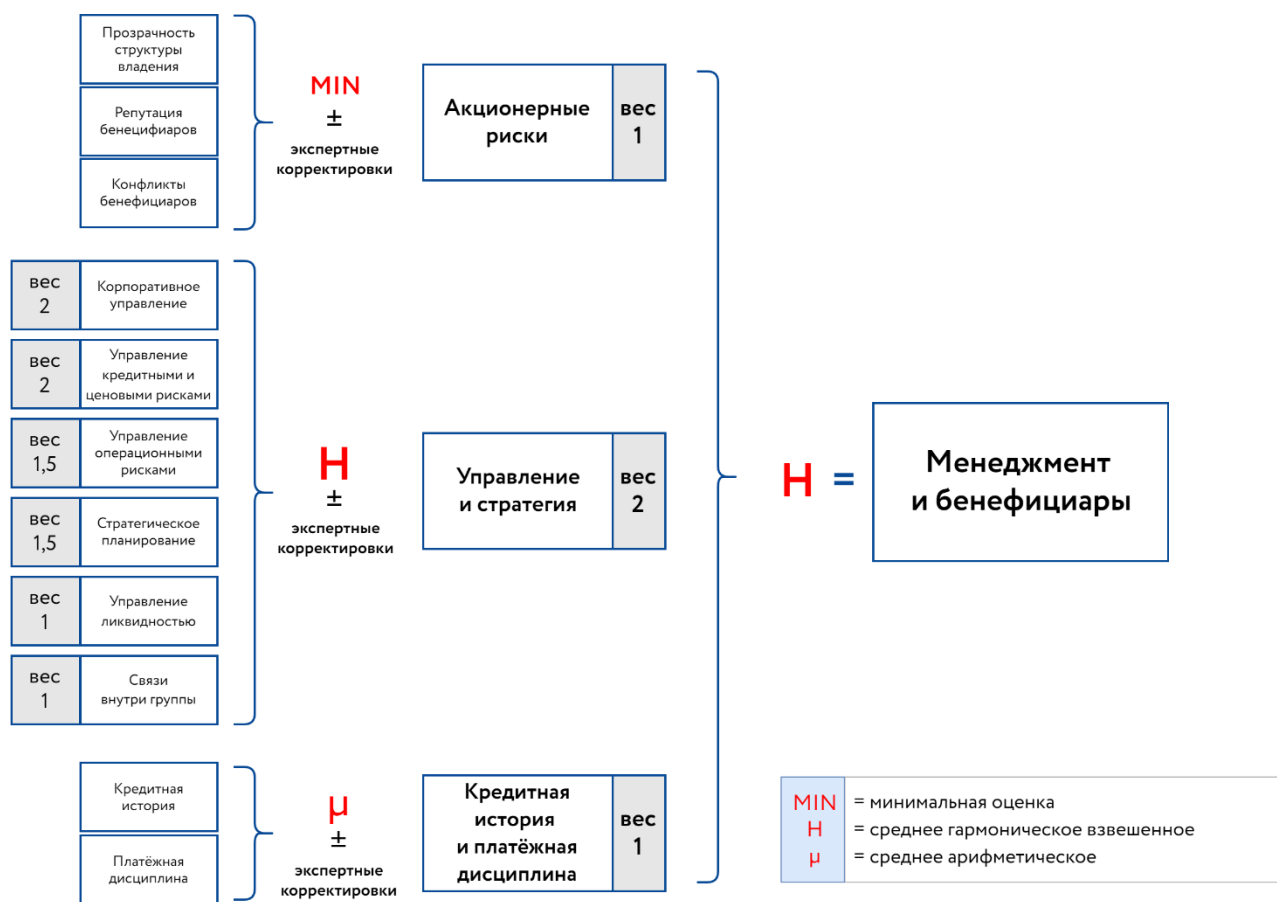 Прозрачность
структуры
владения
Репутация
бенецифиаров
Конфликты
бенефициаров
MIN
±
экспертные
корректировки
Акционерные
риски
вес
1
вес
2
Корпоративное
управление
вес
2
Управление
кредитными и
ценовыми рисками
вес
1,5
Управление
операционными
рисками
вес
1,5
Стратегическое
планирование
вес
1
Управление
ликвидностью
вес
1
Связи
внутри группы
H
±
экспертные
корректировки
Управление
и стратегия
вес
2
H =
Менеджмент
и бенефициары
Кредитная
история
Платёжная
дисциплина
μ
±
экспертные
корректировки
Кредитная
история
и платёжная
дисциплина
вес
1
MIN = минимальная оценка
H = среднее гармоническое взвешенное
μ = среднее арифметическое